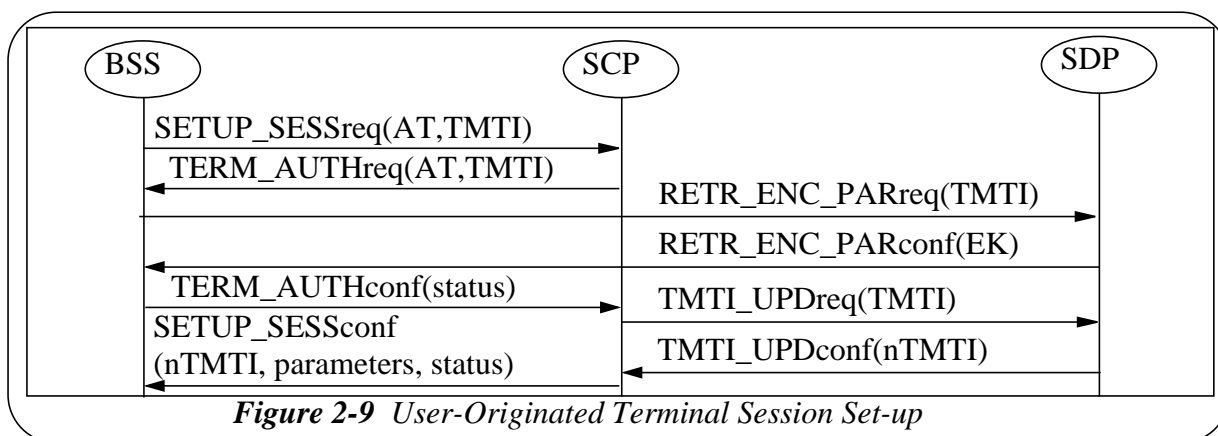 BSS
SCP
SDP
SETUP_SESSreq(AT,TMTI)
TERM_AUTHreq(AT,TMTI)
RETR_ENC_PARreq(TMTI)
RETR_ENC_PARconf(EK)
TERM_AUTHconf(status)
TMTI_UPDreq(TMTI)
SETUP_SESSconf
(nTMTI, parameters, status)
TMTI_UPDconf(nTMTI)
Figure 2-9 User-Originated Terminal Session Set-up